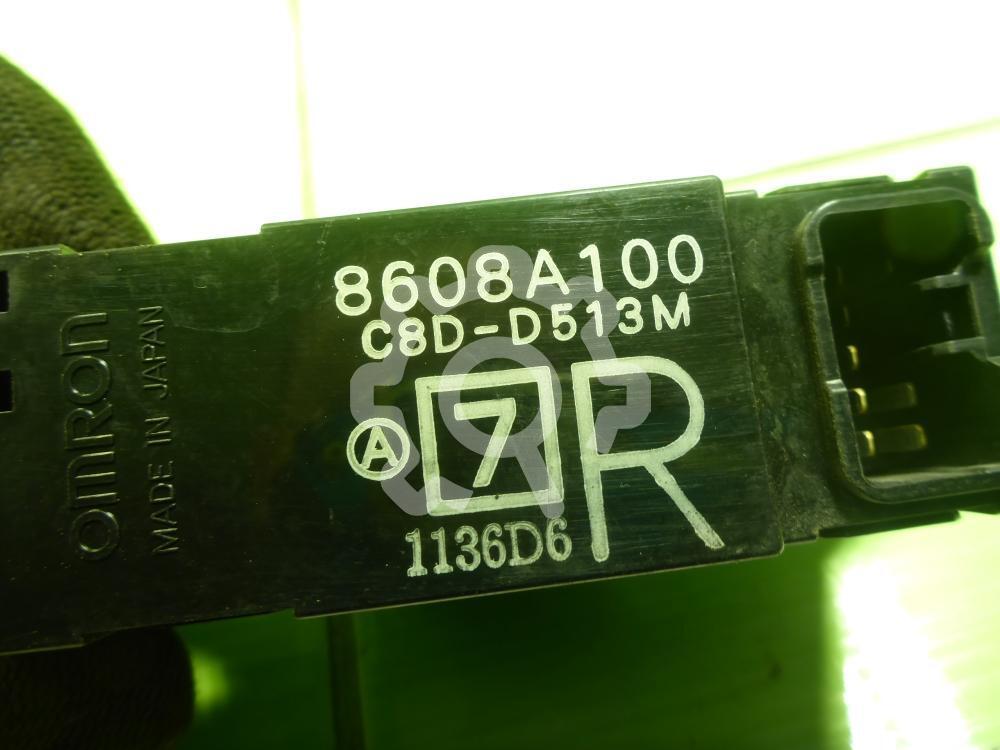 8608A100
C8D-D513M
A 7 R
1136D6
OMRON
MADE IN JAPAN